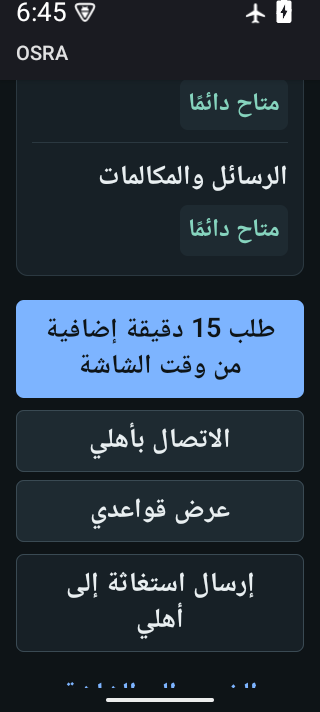 6:45
OSRA
متاح دائمًا
الرسائل والمكالمات
متاح دائمًا
طلب 15 دقيقة إضافية
من وقت الشاشة
الاتصال بأهلي
عرض قواعدي
إرسال استغاثة إلى
أهلي